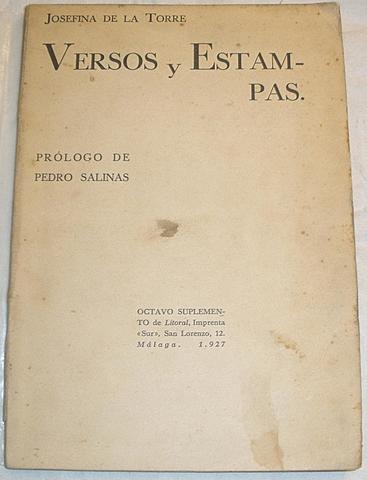 Josefina de la Torre
Versos y Estam-
pas.
PRÓLOGO DE
PEDRO SALINAS
OCTAVO SUPLEMEN-
TO de Litoral, Imprenta
«Sur», San Lorenzo, 12.
Málaga. 1.927